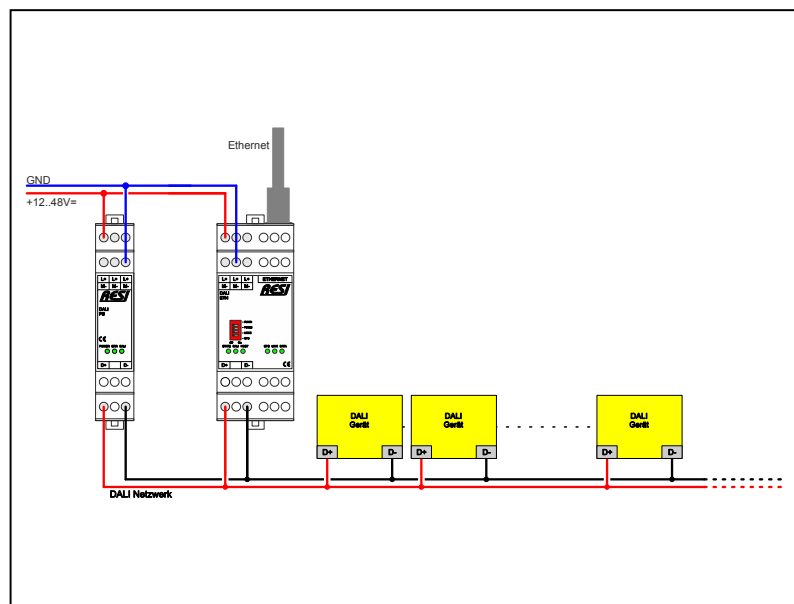 Ethernet
GND
+12..48V=
L+ L+ L+
M- M- M-
RESI
DALI
PS
CE
D+ D-
L+ L+ L+ ETHERNET
M- M- M-
RESI
DALI
ETH
D+ D-
CE
DALI
Gerät
D+ D-
DALI
Gerät
D+ D-
DALI
Gerät
D+ D-
DALI Netzwerk